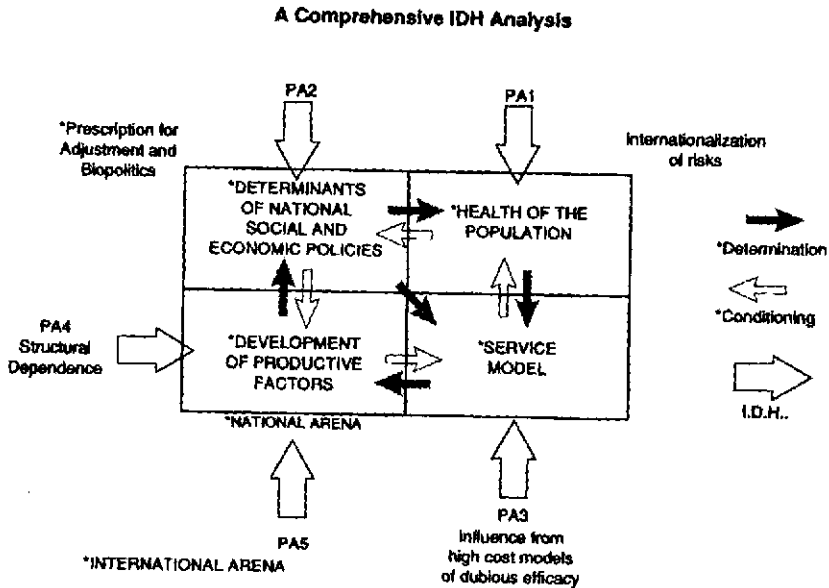 A Comprehensive IDH Analysis
PA2
PA1
*Prescription for
Adjustment and
Biopolitics
Internationalization
of risks
*DETERMINANTS
OF NATIONAL
SOCIAL AND
ECONOMIC POLICIES
*HEALTH OF THE
POPULATION
*Determination
*Conditioning
I.D.H..
PA4
Structural
Dependence
*DEVELOPMENT
OF PRODUCTIVE
FACTORS
*SERVICE
MODEL
*NATIONAL ARENA
PA5
*INTERNATIONAL ARENA
PA3
Influence from
high cost models
of dubious efficacy